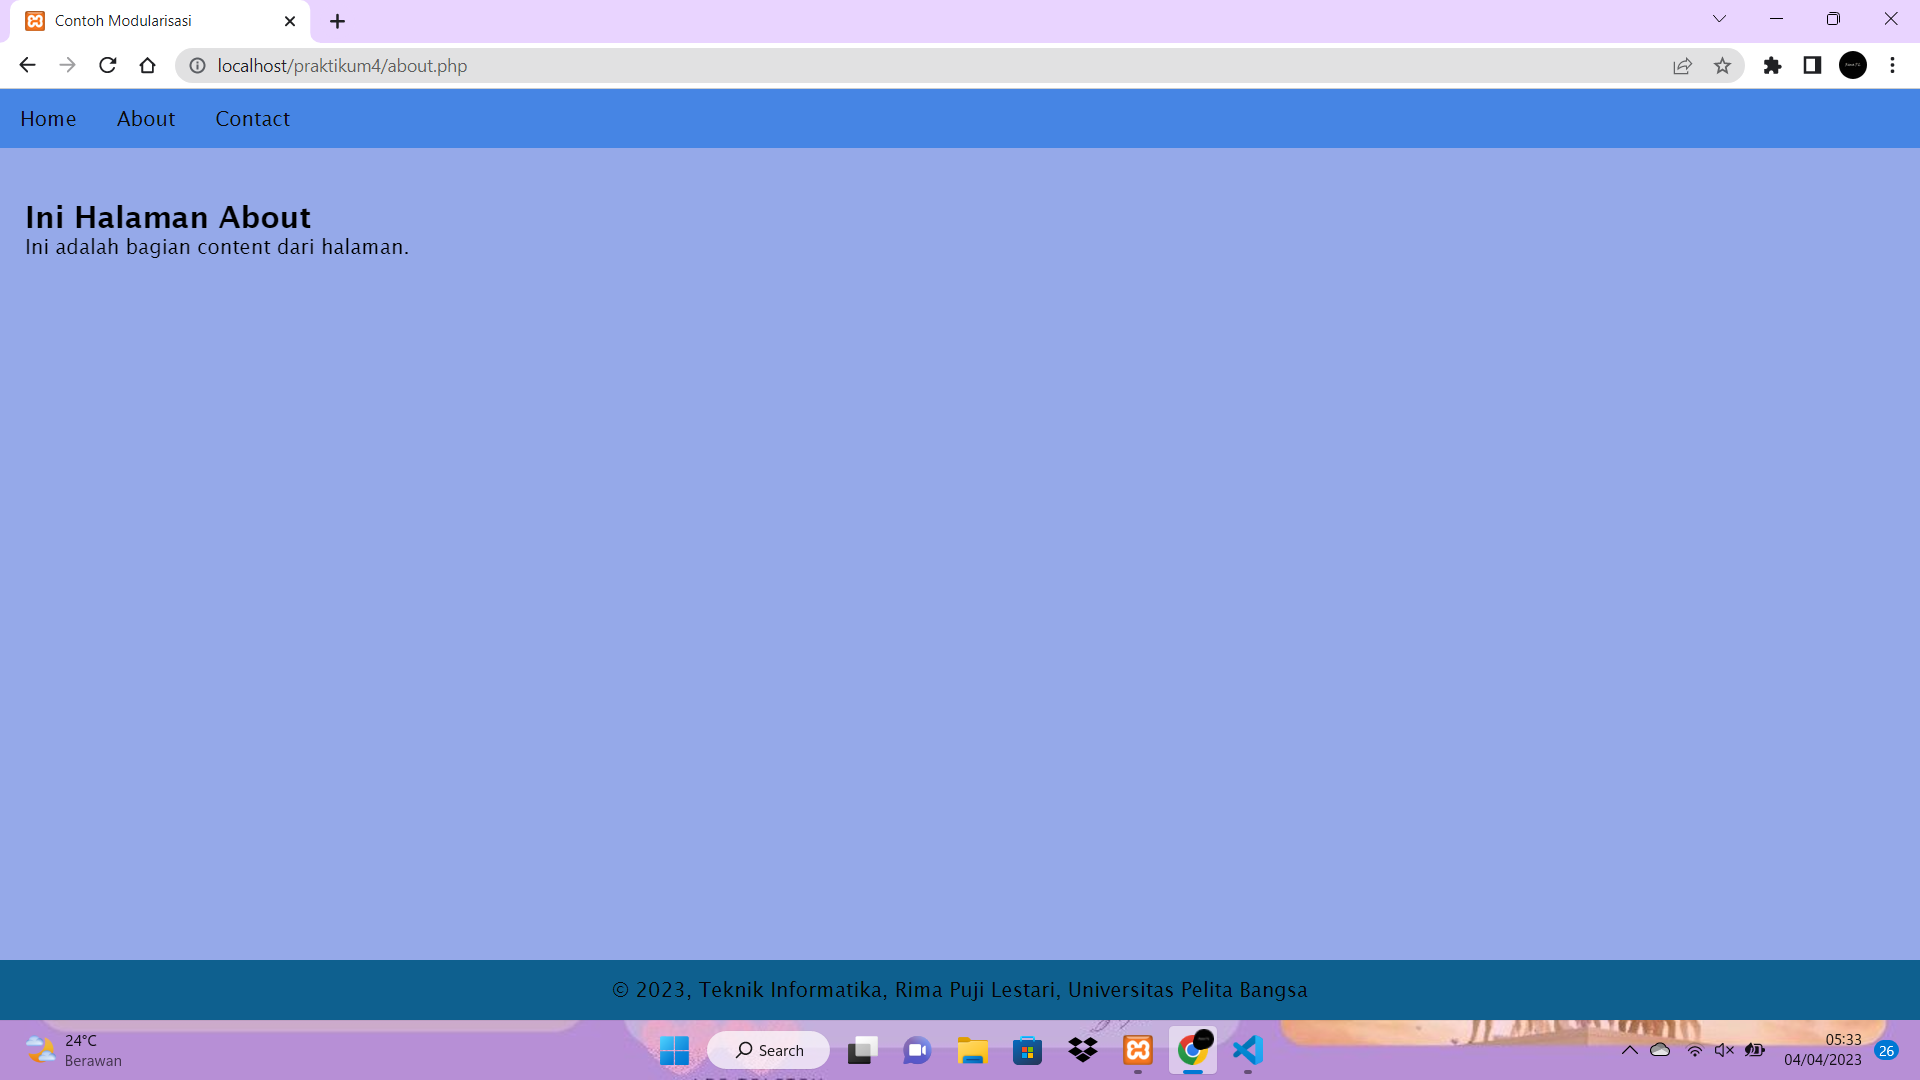 Contoh Modularisasi
localhost/praktikum4/about.php
Home About Contact
Ini Halaman About
Ini adalah bagian content dari halaman.
© 2023, Teknik Informatika, Rima Puji Lestari, Universitas Pelita Bangsa
24°C
Berawan
Search
05:33
04/04/2023
26